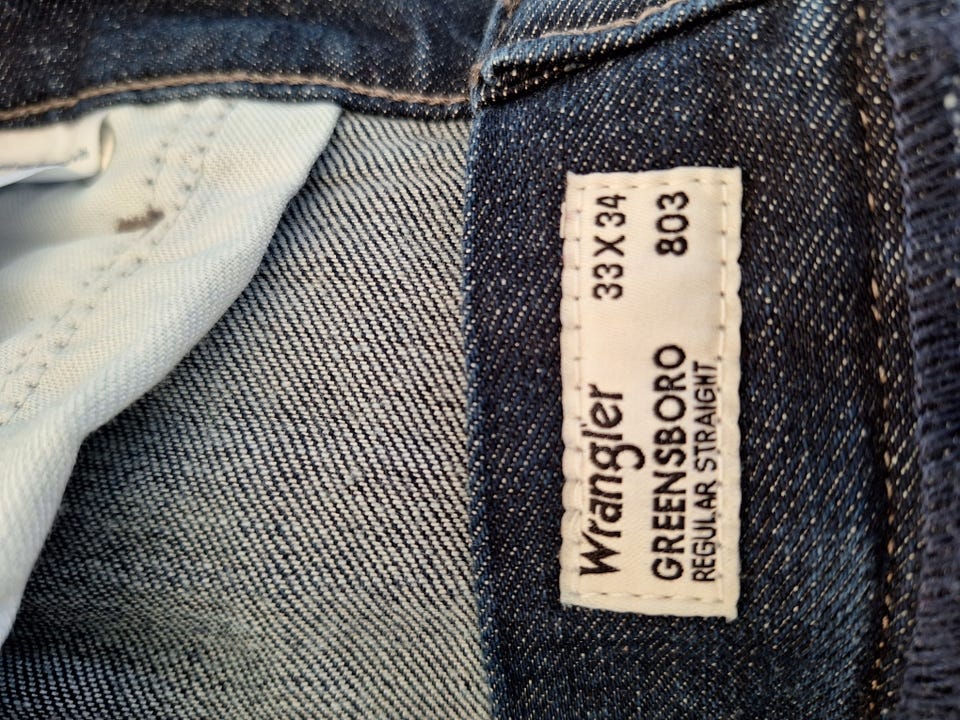 Wrangler 33 X 34
GREENSBORO 803
REGULAR STRAIGHT